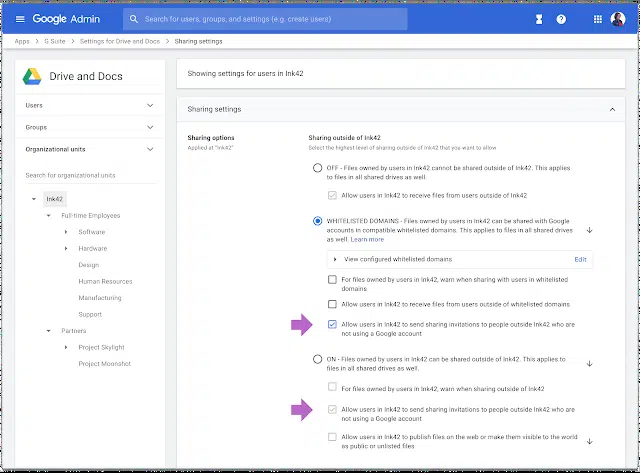 Google Admin
Search for users, groups, and settings (e.g. create users)
Apps > G Suite > Settings for Drive and Docs > Sharing settings
Drive and Docs
Users
Groups
Organizational units
Search for organizational units
Ink42
Full-time Employees
Software
Hardware
Design
Human Resources
Manufacturing
Support
Partners
Project Skylight
Project Moonshot
Showing settings for users in Ink42
Sharing settings
Sharing options
Applied at "Ink42"
Sharing outside of Ink42
Select the highest level of sharing outside of Ink42 that you want to allow
OFF - Files owned by users in Ink42 cannot be shared outside of Ink42. This applies
to files in all shared drives as well.
Allow users in Ink42 to receive files from users outside of Ink42
WHITELISTED DOMAINS - Files owned by users in Ink42 can be shared with Google
accounts in compatible whitelisted domains. This applies to files in all shared drives
as well. Learn more
View configured whitelisted domains
Edit
For files owned by users in Ink42, warn when sharing with users in whitelisted
domains
Allow users in Ink42 to receive files from users outside of whitelisted domains
Allow users in Ink42 to send sharing invitations to people outside Ink42 who are
not using a Google account
ON - Files owned by users in Ink42 can be shared outside of Ink42. This applies to
files in all shared drives as well.
For files owned by users in Ink42, warn when sharing outside of Ink42
Allow users in Ink42 to send sharing invitations to people outside Ink42 who are
not using a Google account
Allow users in Ink42 to publish files on the web or make them visible to the world
as public or unlisted files